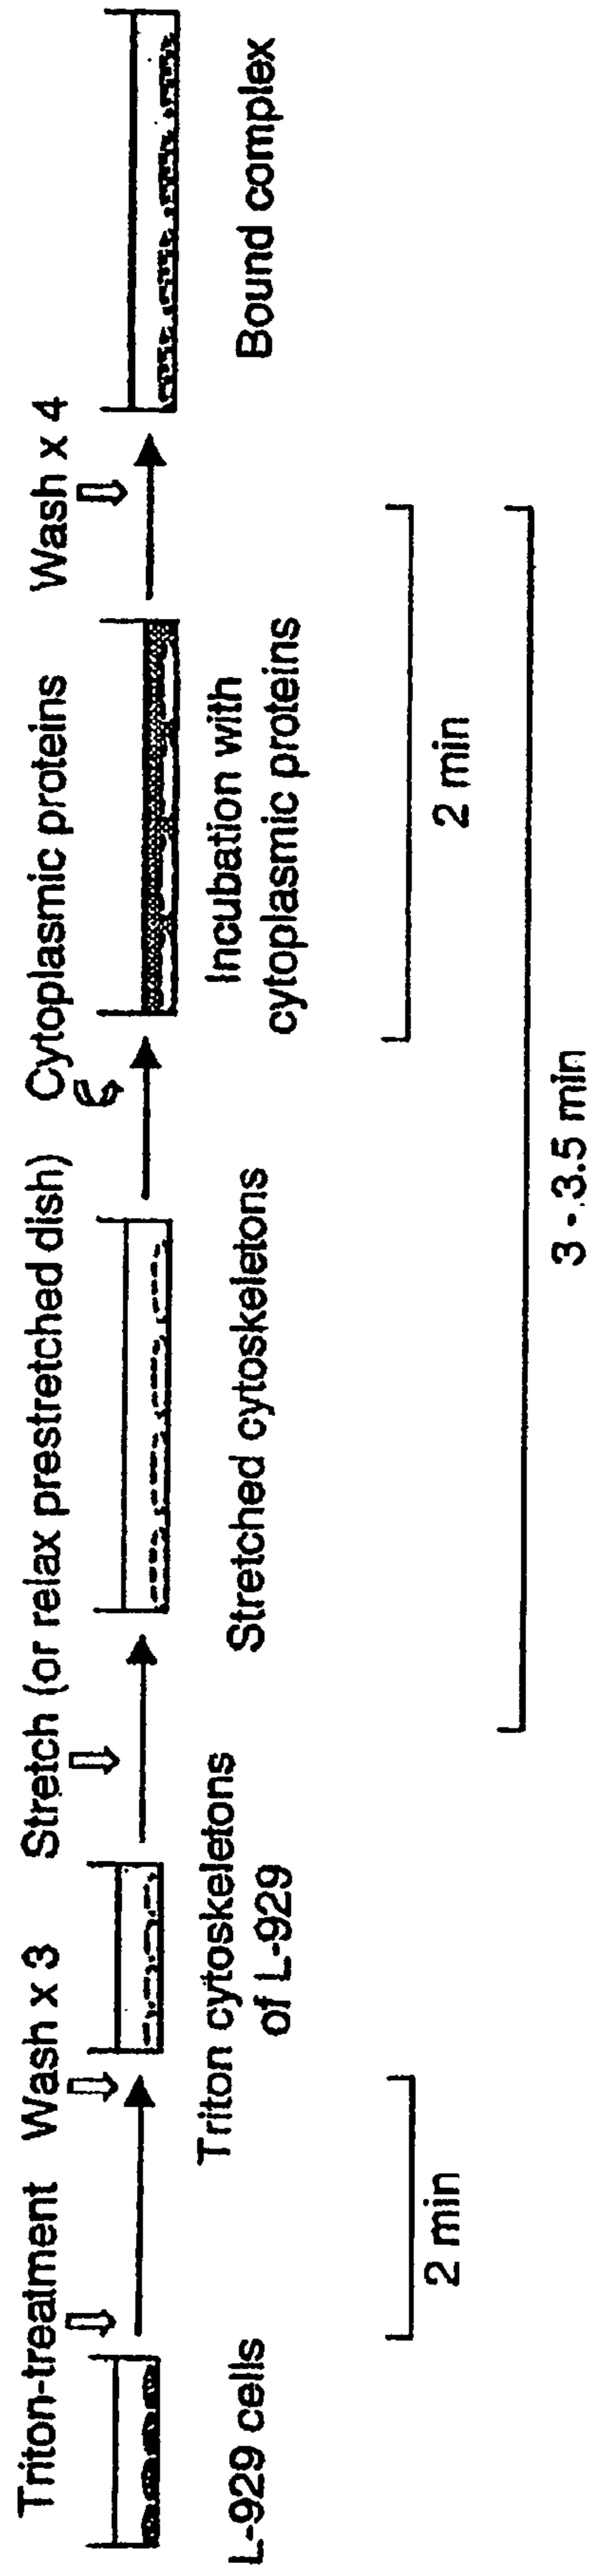 Triton-treatment
Wash x 3
Stretch (or relax prestretched dish)
Cytoplasmic proteins
Wash x 4
L-929 cells
Triton cytoskeletons
of L-929
Stretched cytoskeletons
Incubation with
cytoplasmic proteins
Bound complex
2 min
2 min
3 - 3.5 min